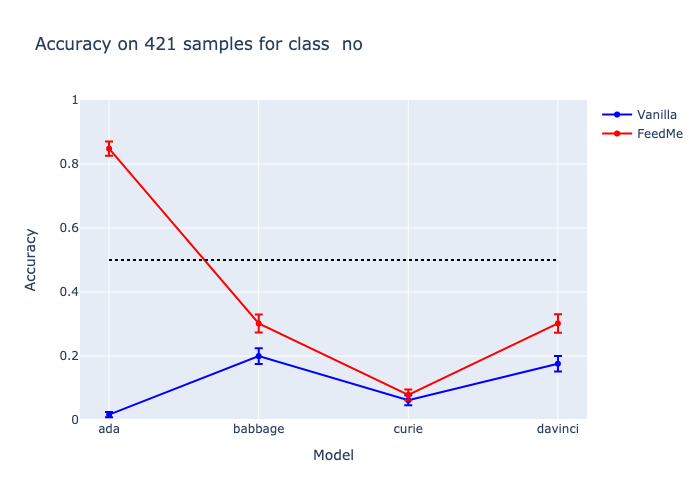 Accuracy on 421 samples for class  no
Vanilla
FeedMe
1
0.8
0.6
0.4
0.2
0
Accuracy
ada
babbage
curie
davinci
Model